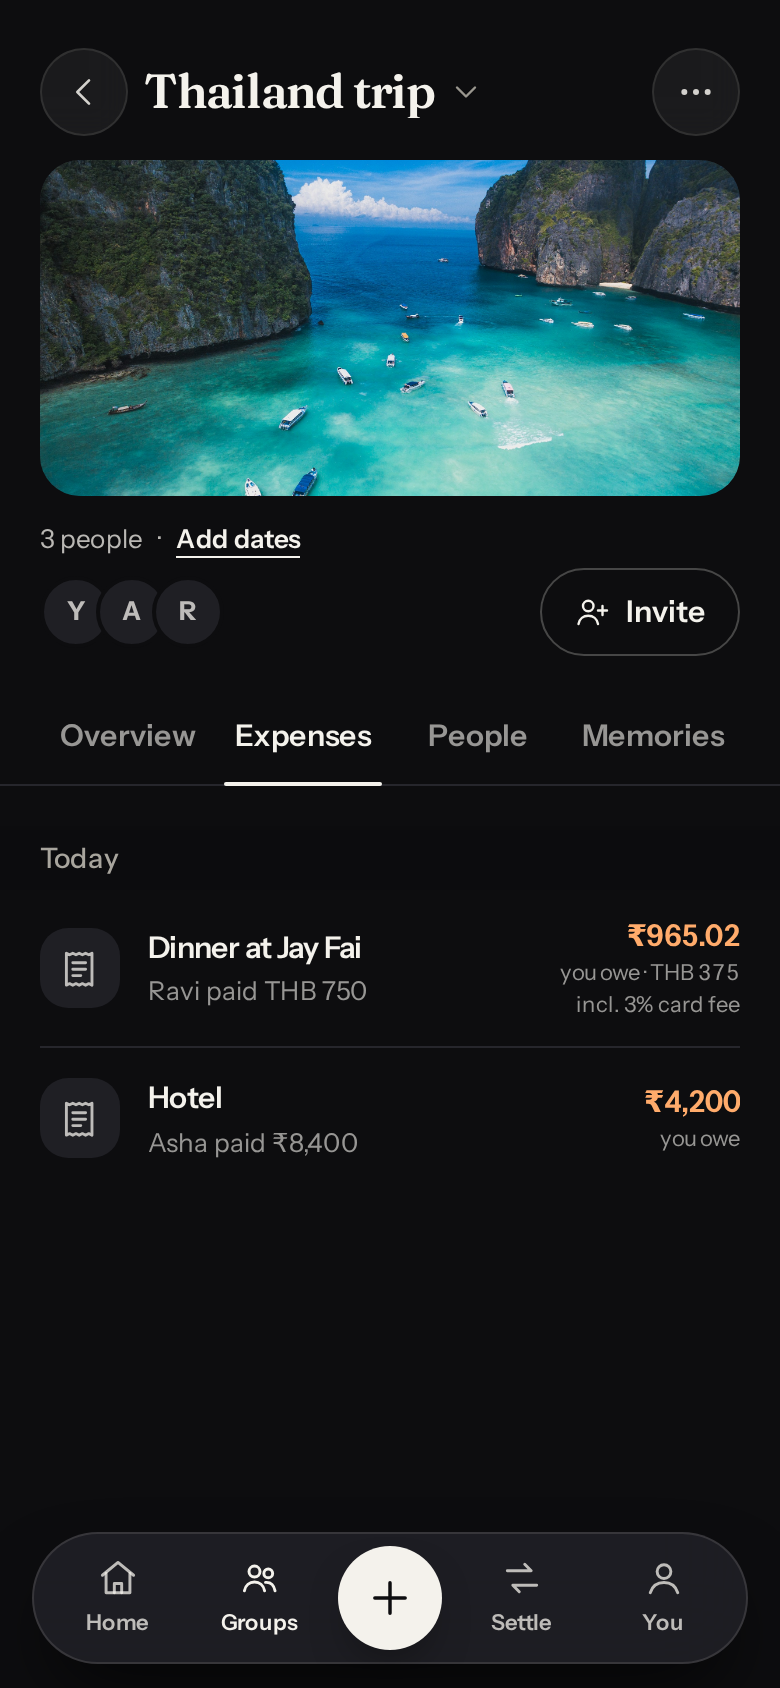 Thailand trip
3 people · Add dates
Y A R
Invite
Overview Expenses People Memories
Today
Dinner at Jay Fai
Ravi paid THB 750
₹965.02
you owe · THB 375
incl. 3% card fee
Hotel
Asha paid ₹8,400
₹4,200
you owe
Home Groups Settle You